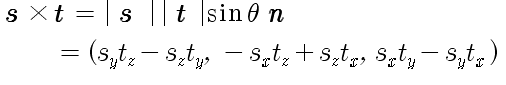 s × t = | s | | t | sin θ n
= (s_y t_z − s_z t_y, − s_x t_z + s_z t_x, s_x t_y − s_y t_x)